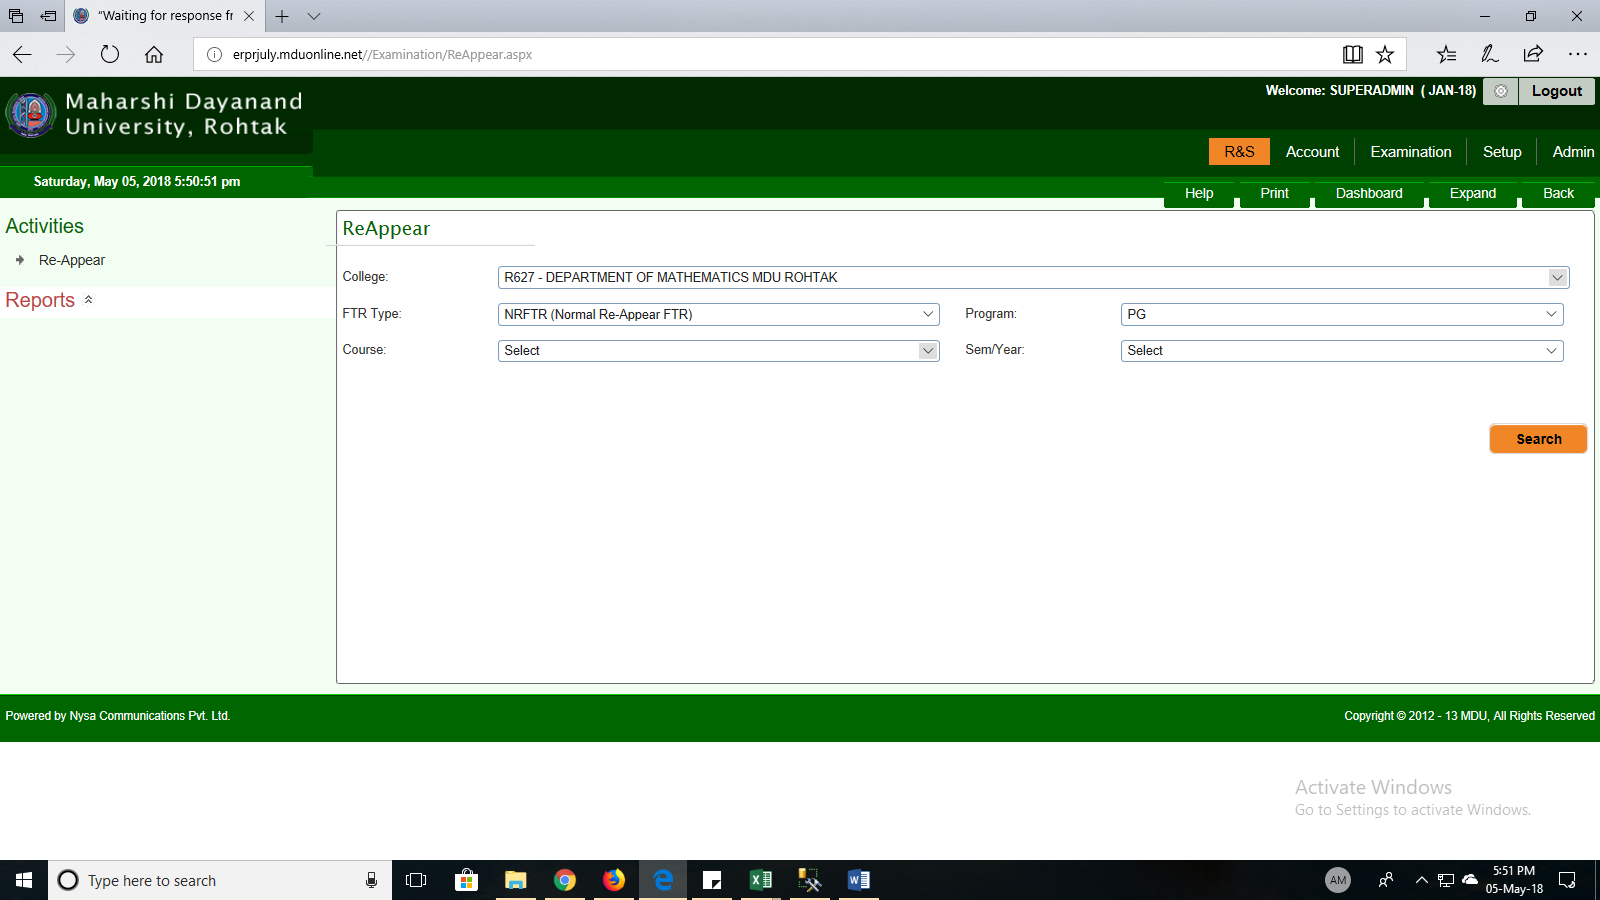 "Waiting for response fr
erprjuly.mduonline.net//Examination/ReAppear.aspx
Maharshi Dayanand
University, Rohtak
Welcome: SUPERADMIN ( JAN-18)
Logout
R&S Account Examination Setup Admin
Saturday, May 05, 2018 5:50:51 pm
Help Print Dashboard Expand Back
Activities
Re-Appear
Reports
ReAppear
College: R627 - DEPARTMENT OF MATHEMATICS MDU ROHTAK
FTR Type: NRFTR (Normal Re-Appear FTR) Program: PG
Course: Select Sem/Year: Select
Search
Powered by Nysa Communications Pvt. Ltd.
Copyright © 2012 - 13 MDU, All Rights Reserved
Activate Windows
Go to Settings to activate Windows.
Type here to search
AM
5:51 PM
05-May-18